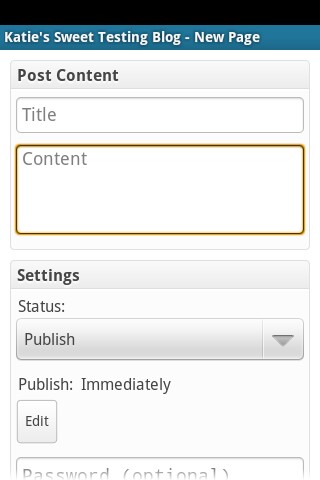 Katie's Sweet Testing Blog - New Page
Post Content
Title
Content
Settings
Status:
Publish
Publish: Immediately
Edit
Password (optional)